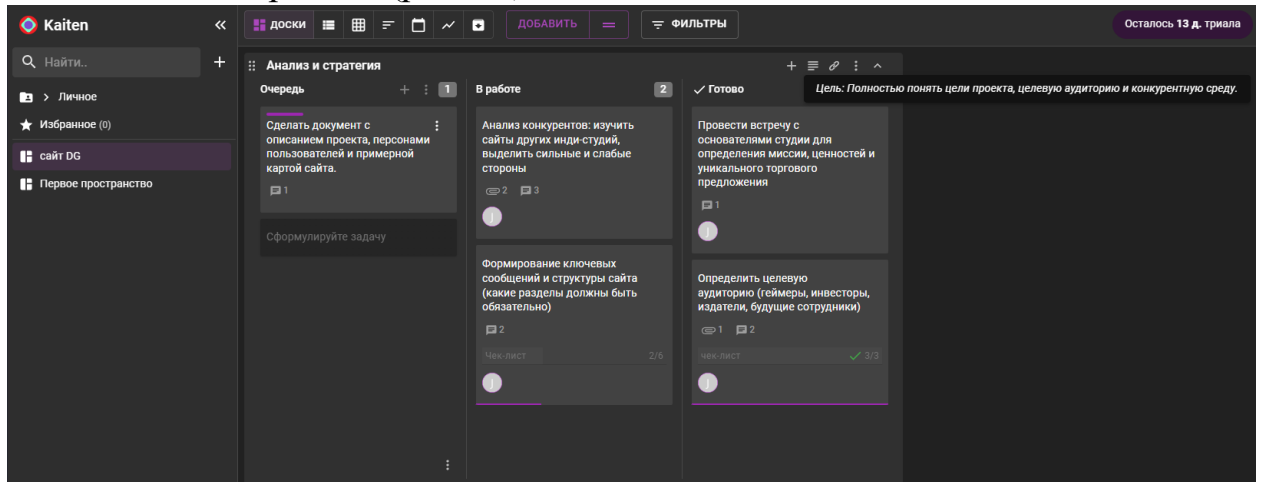 Kaiten
доски
ДОБАВИТЬ
ФИЛЬТРЫ
Осталось 13 д. триала
Найти..
Личное
Избранное (0)
сайт DG
Первое пространство
Анализ и стратегия
Цель: Полностью понять цели проекта, целевую аудиторию и конкурентную среду.
Очередь
1
Сделать документ с
описанием проекта, персонами
пользователей и примерной
картой сайта.
1
Сформулируйте задачу
В работе
2
Анализ конкурентов: изучить
сайты других инди-студий,
выделить сильные и слабые
стороны
2 3
Формирование ключевых
сообщений и структуры сайта
(какие разделы должны быть
обязательно)
2
Чек-лист 2/6
Готово
Провести встречу с
основателями студии для
определения миссии, ценностей и
уникального торгового
предложения
1
Определить целевую
аудиторию (геймеры, инвесторы,
издатели, будущие сотрудники)
1 2
чек-лист 3/3